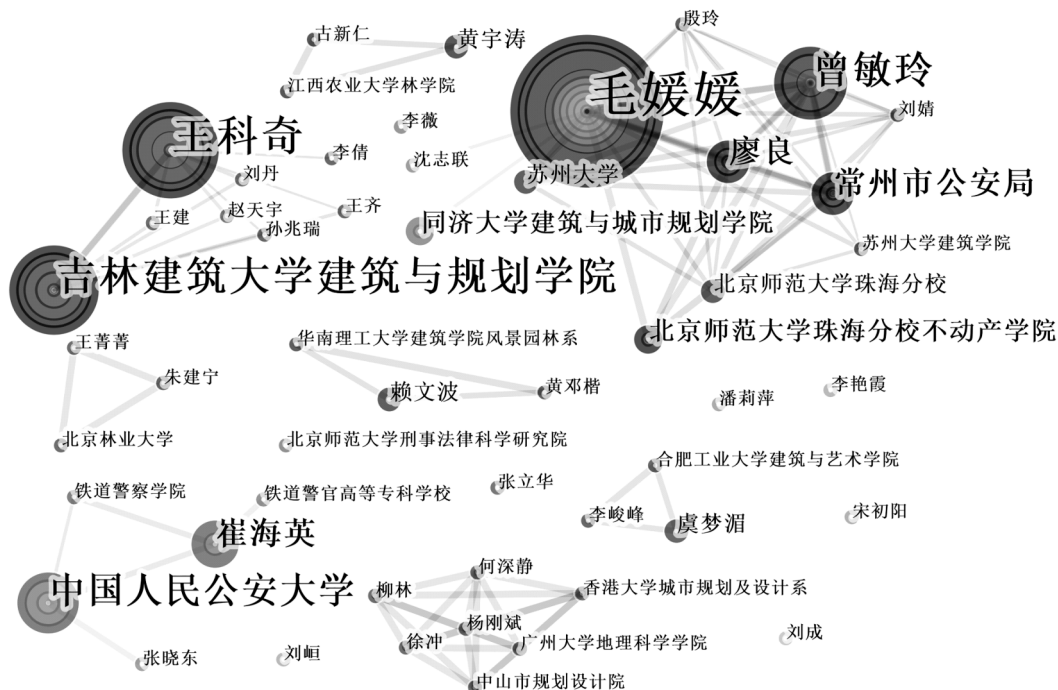 殷玲
古新仁
黄宇涛
曾敏玲
江西农业大学林学院
毛媛媛
刘婧
李薇
王科奇
廖良
李倩
沈志联
苏州大学
刘丹
常州市公安局
王建
赵天宇
王齐
孙兆瑞
同济大学建筑与城市规划学院
苏州大学建筑学院
吉林建筑大学建筑与规划学院
北京师范大学珠海分校
北京师范大学珠海分校不动产学院
王菁菁
华南理工大学建筑学院风景园林系
朱建宁
赖文波
黄邓楷
潘莉萍
李艳霞
北京林业大学
北京师范大学刑事法律科学研究院
合肥工业大学建筑与艺术学院
铁道警察学院
铁道警官高等专科学校
张立华
李峻峰
虞梦湄
宋初阳
崔海英
中国人民公安大学
何深静
柳林
香港大学城市规划及设计系
杨刚斌
徐冲
广州大学地理科学学院
刘成
张晓东
刘峘
中山市规划设计院